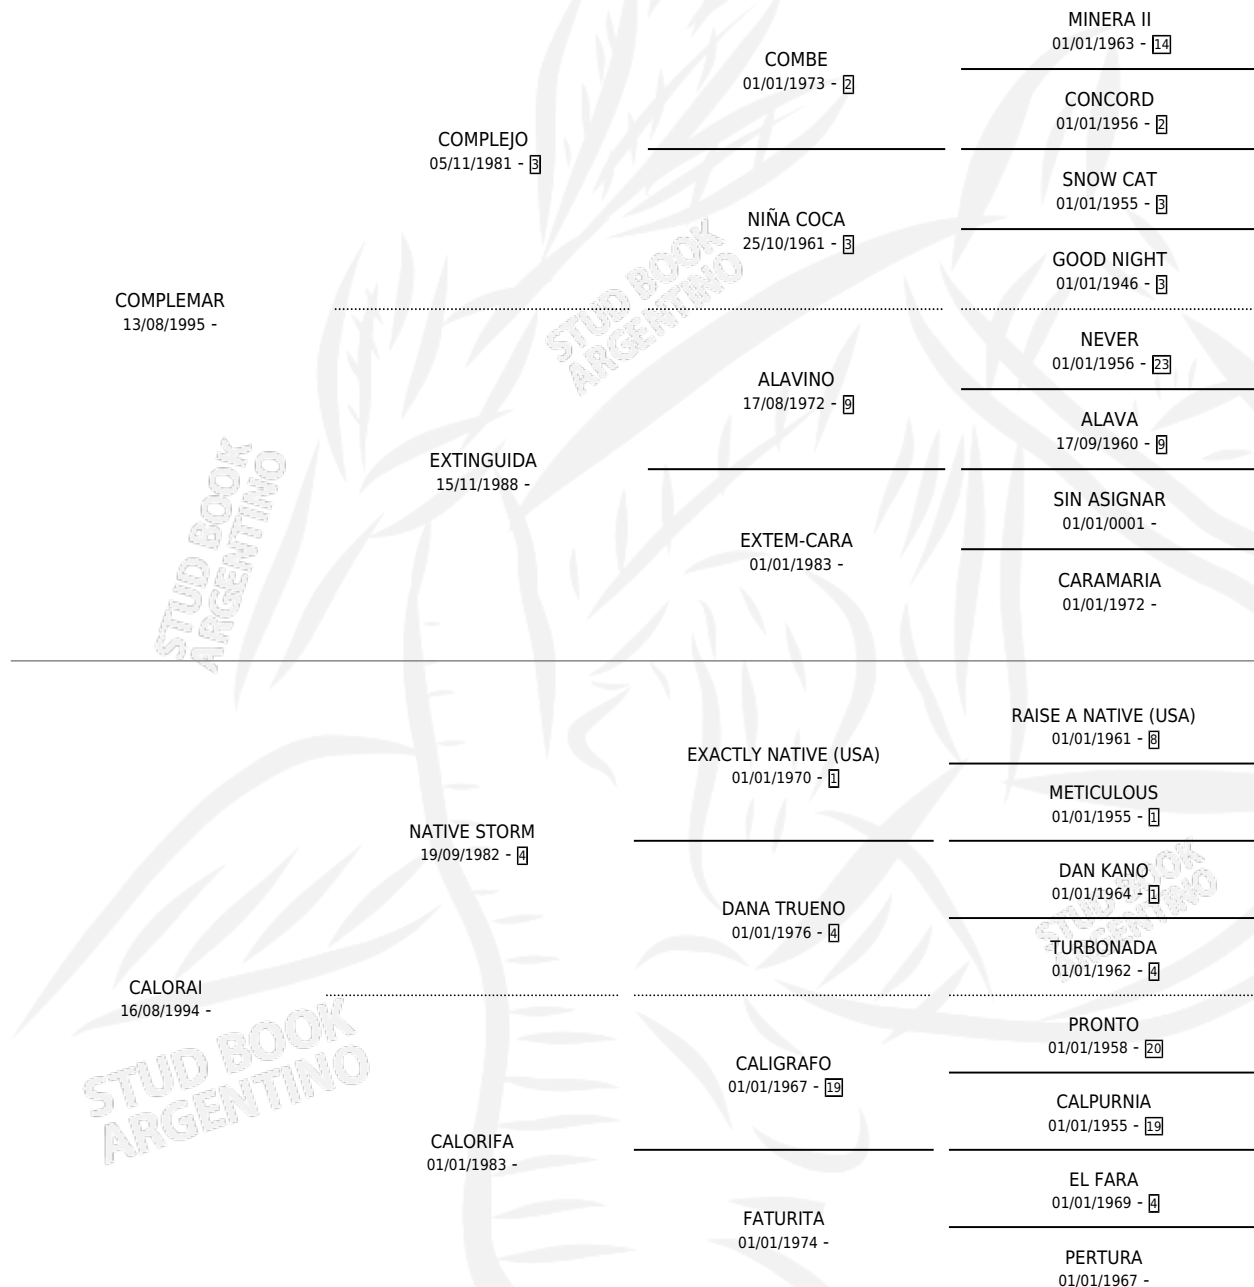 COMPLEMAR
13/08/1995 -
COMPLEJO
05/11/1981 - 3
EXTINGUIDA
15/11/1988 -
COMBE
01/01/1973 - 2
NIÑA COCA
25/10/1961 - 3
ALAVINO
17/08/1972 - 9
EXTEM-CARA
01/01/1983 -
MINERA II
01/01/1963 - 14
CONCORD
01/01/1956 - 2
SNOW CAT
01/01/1955 - 3
GOOD NIGHT
01/01/1946 - 3
NEVER
01/01/1956 - 23
ALAVA
17/09/1960 - 9
SIN ASIGNAR
01/01/0001 -
CARAMARIA
01/01/1972 -
CALORAI
16/08/1994 -
NATIVE STORM
19/09/1982 - 4
CALORIFA
01/01/1983 -
EXACTLY NATIVE (USA)
01/01/1970 - 1
DANA TRUENO
01/01/1976 - 4
CALIGRAFO
01/01/1967 - 19
FATURITA
01/01/1974 -
RAISE A NATIVE (USA)
01/01/1961 - 8
METICULOUS
01/01/1955 - 1
DAN KANO
01/01/1964 - 1
TURBONADA
01/01/1962 - 4
PRONTO
01/01/1958 - 20
CALPURNIA
01/01/1955 - 19
EL FARA
01/01/1969 - 4
PERTURA
01/01/1967 -
STUD BOOK
ARGENTINO
STUD BOOK
ARGENTINO
STUD BOOK
ARGENTINO
STUD BOOK
ARGENTINO